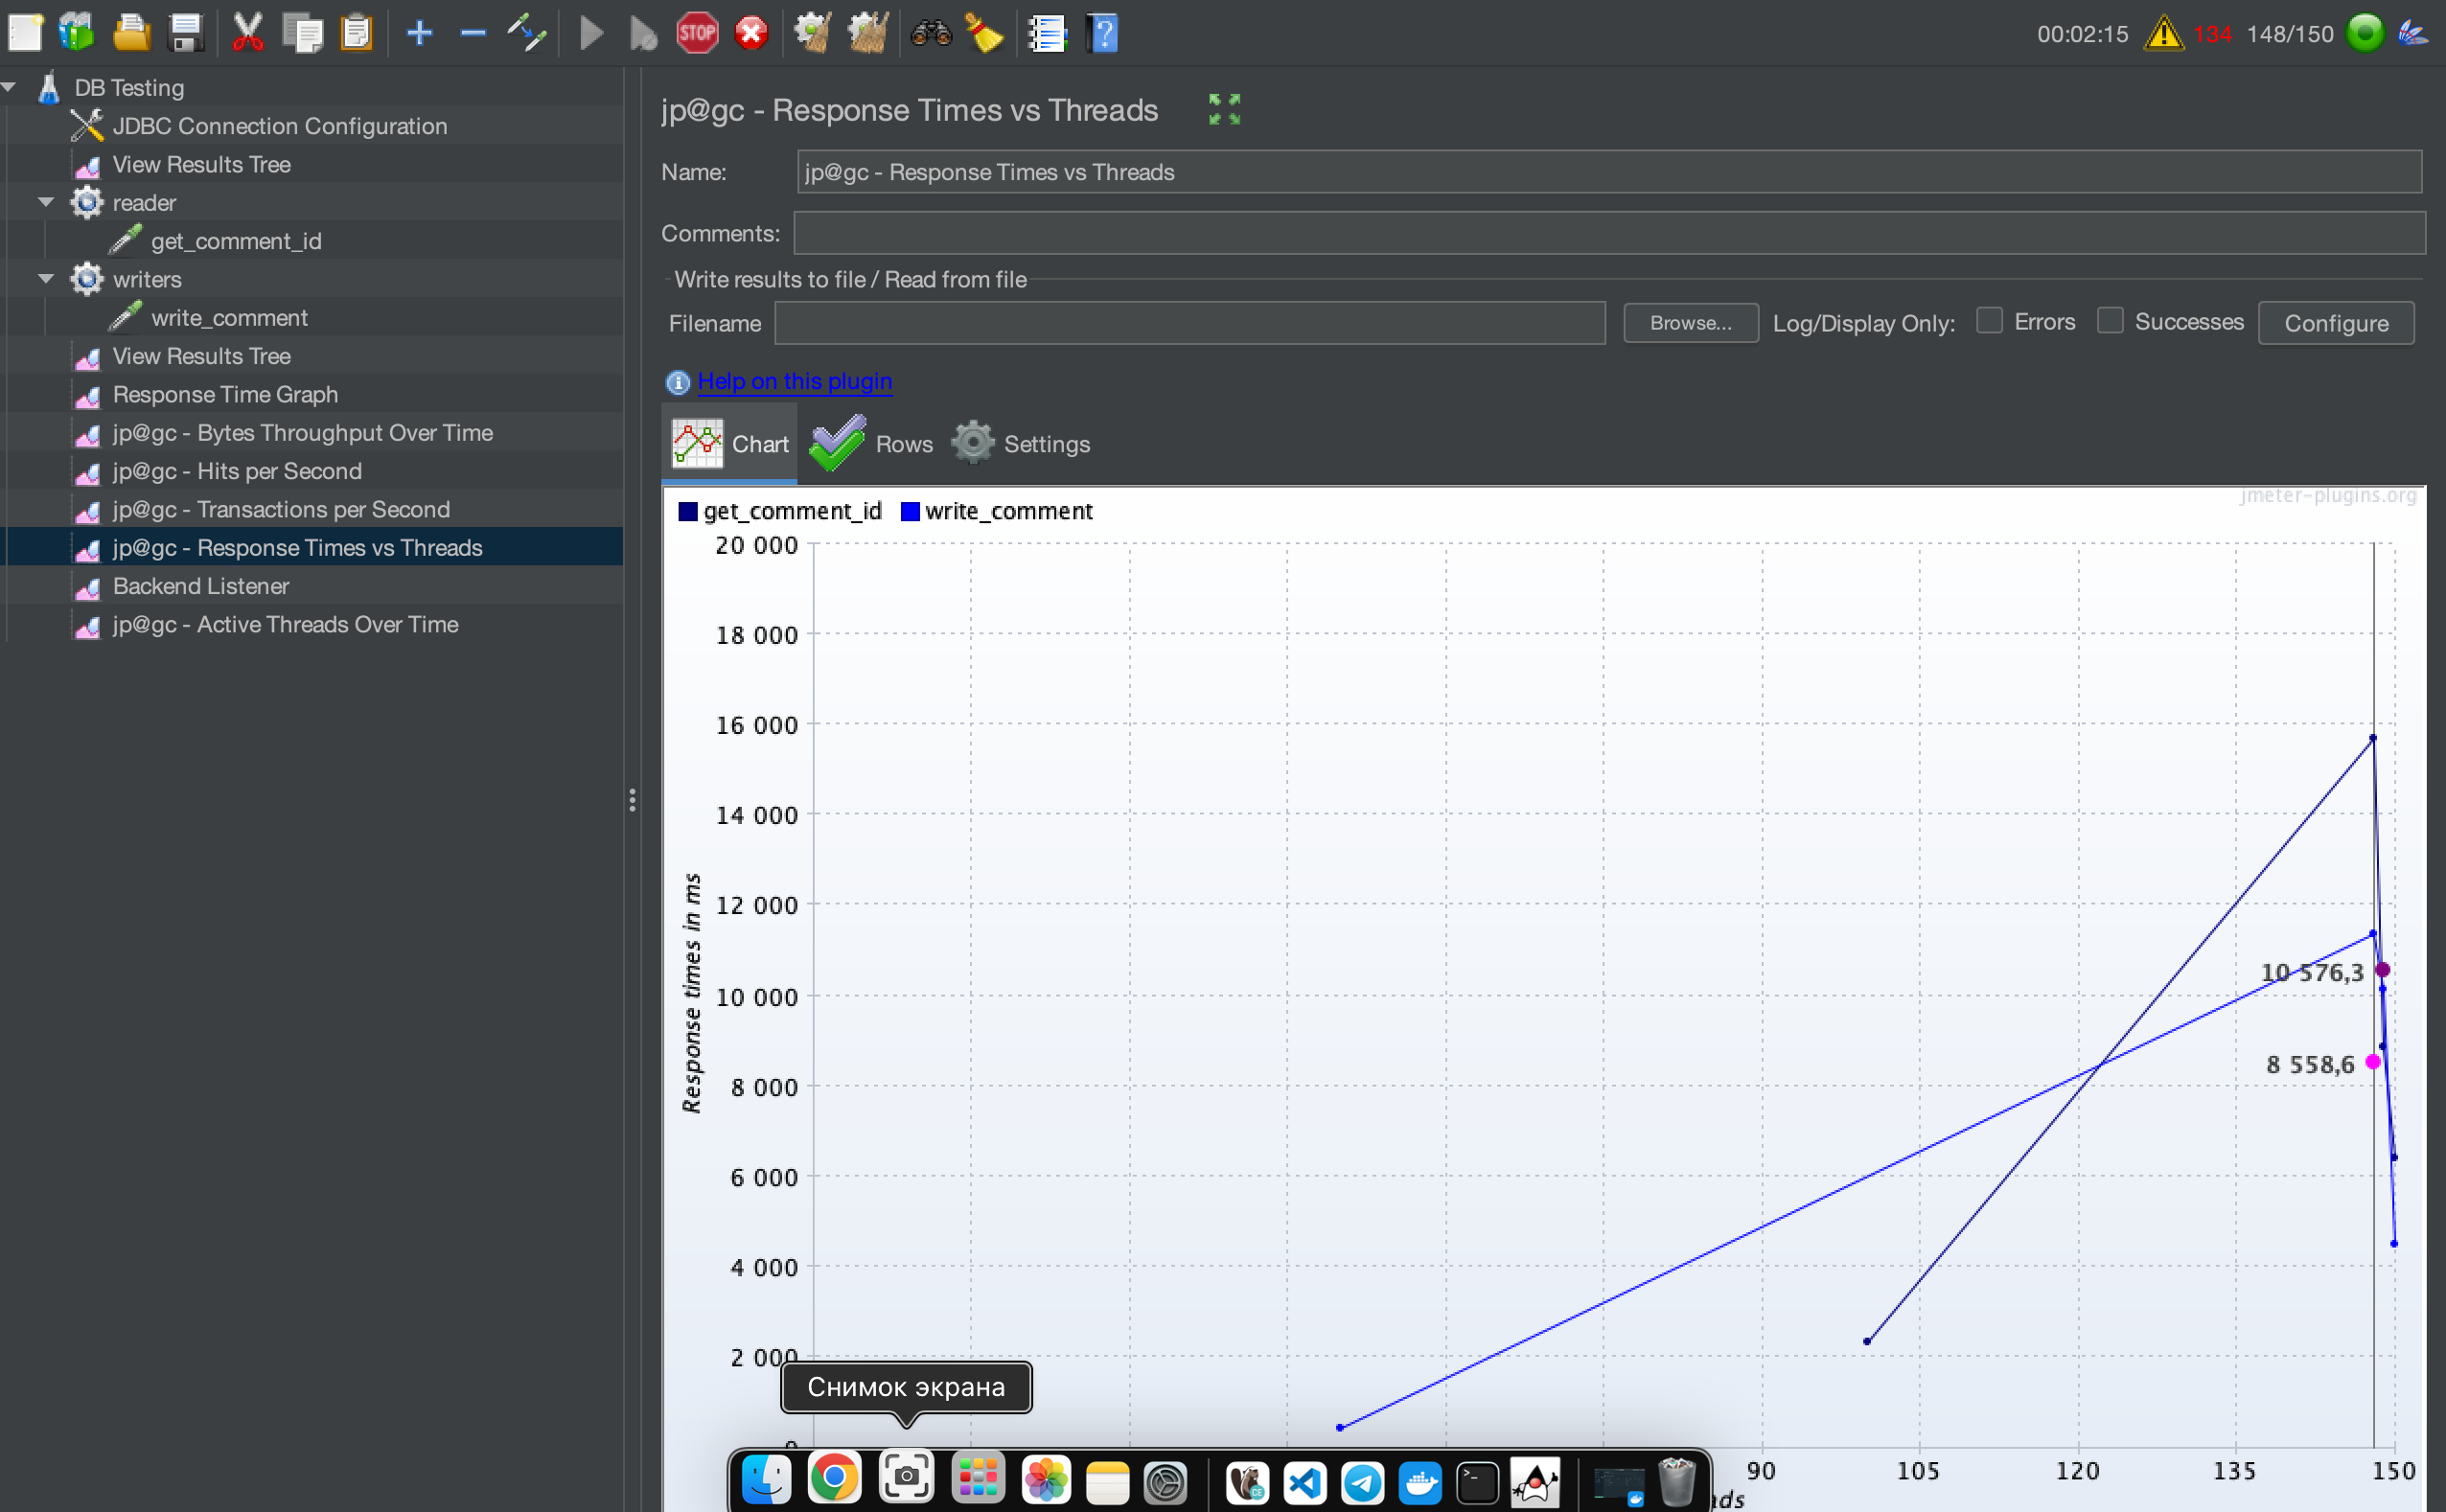 STOP
00:02:15
134
148/150
DB Testing
JDBC Connection Configuration
View Results Tree
reader
get_comment_id
writers
write_comment
View Results Tree
Response Time Graph
jp@gc - Bytes Throughput Over Time
jp@gc - Hits per Second
jp@gc - Transactions per Second
jp@gc - Response Times vs Threads
Backend Listener
jp@gc - Active Threads Over Time
jp@gc - Response Times vs Threads
Name: jp@gc - Response Times vs Threads
Comments:
Write results to file / Read from file
Filename Browse... Log/Display Only: Errors Successes Configure
Help on this plugin
Chart Rows Settings
jmeter-plugins.org
get_comment_id write_comment
20 000
18 000
16 000
14 000
12 000
10 000
8 000
6 000
4 000
2 000
Response times in ms
10 576,3
8 558,6
Снимок экрана
90 105 120 135 150
ads
CE